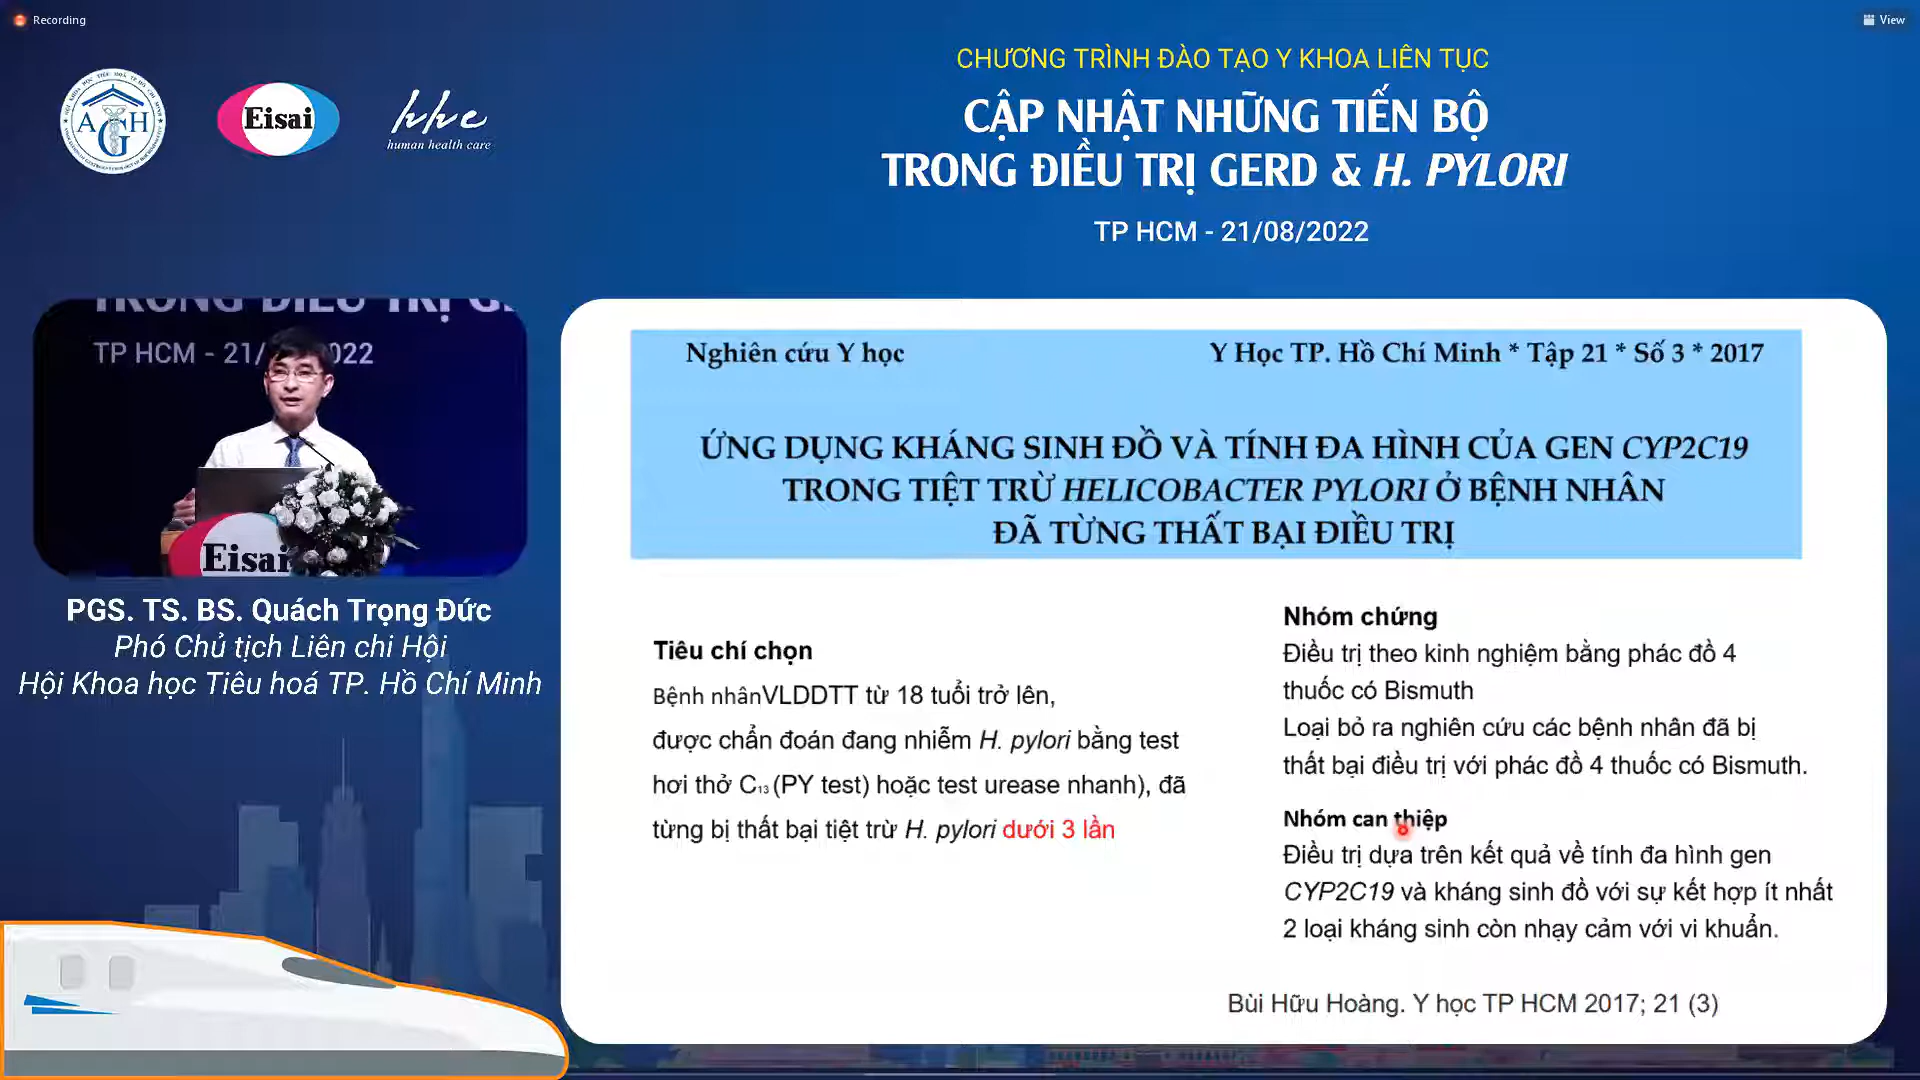 Recording
View
CHƯƠNG TRÌNH ĐÀO TẠO Y KHOA LIÊN TỤC
CẬP NHẬT NHỮNG TIẾN BỘ
TRONG ĐIỀU TRỊ GERD & H. PYLORI
TP HCM - 21/08/2022
AGH
Eisai
hhc
human health care
TP HCM - 21/ 022
Eisai
PGS. TS. BS. Quách Trọng Đức
Phó Chủ tịch Liên chi Hội
Hội Khoa học Tiêu hoá TP. Hồ Chí Minh
Nghiên cứu Y học
Y Học TP. Hồ Chí Minh * Tập 21 * Số 3 * 2017
ỨNG DỤNG KHÁNG SINH ĐỒ VÀ TÍNH ĐA HÌNH CỦA GEN CYP2C19
TRONG TIỆT TRỪ HELICOBACTER PYLORI Ở BỆNH NHÂN
ĐÃ TỪNG THẤT BẠI ĐIỀU TRỊ
Tiêu chí chọn
Bệnh nhânVLDDTT từ 18 tuổi trở lên,
được chẩn đoán đang nhiễm H. pylori bằng test
hơi thở C13 (PY test) hoặc test urease nhanh), đã
từng bị thất bại tiệt trừ H. pylori dưới 3 lần
Nhóm chứng
Điều trị theo kinh nghiệm bằng phác đồ 4
thuốc có Bismuth
Loại bỏ ra nghiên cứu các bệnh nhân đã bị
thất bại điều trị với phác đồ 4 thuốc có Bismuth.
Nhóm can thiệp
Điều trị dựa trên kết quả về tính đa hình gen
CYP2C19 và kháng sinh đồ với sự kết hợp ít nhất
2 loại kháng sinh còn nhạy cảm với vi khuẩn.
Bùi Hữu Hoàng. Y học TP HCM 2017; 21 (3)